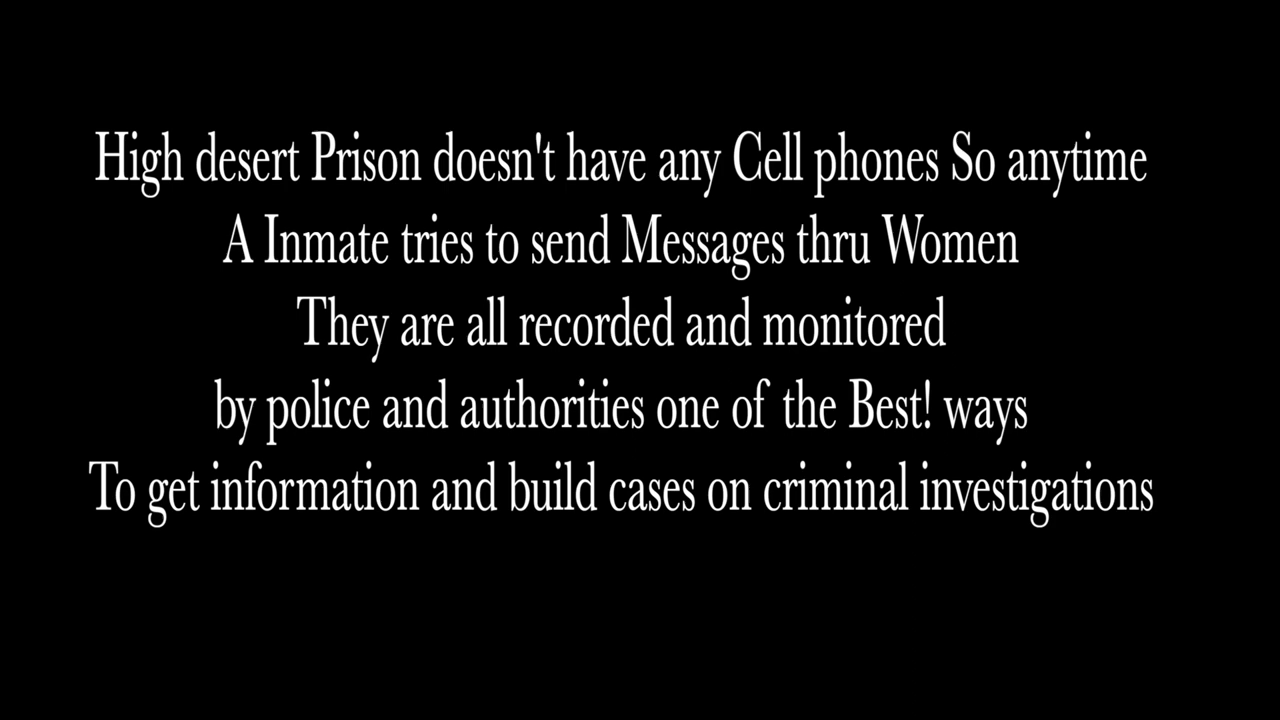 High desert Prison doesn't have any Cell phones So anytime
A Inmate tries to send Messages thru Women
They are all recorded and monitored
by police and authorities one of the Best! ways
To get information and build cases on criminal investigations